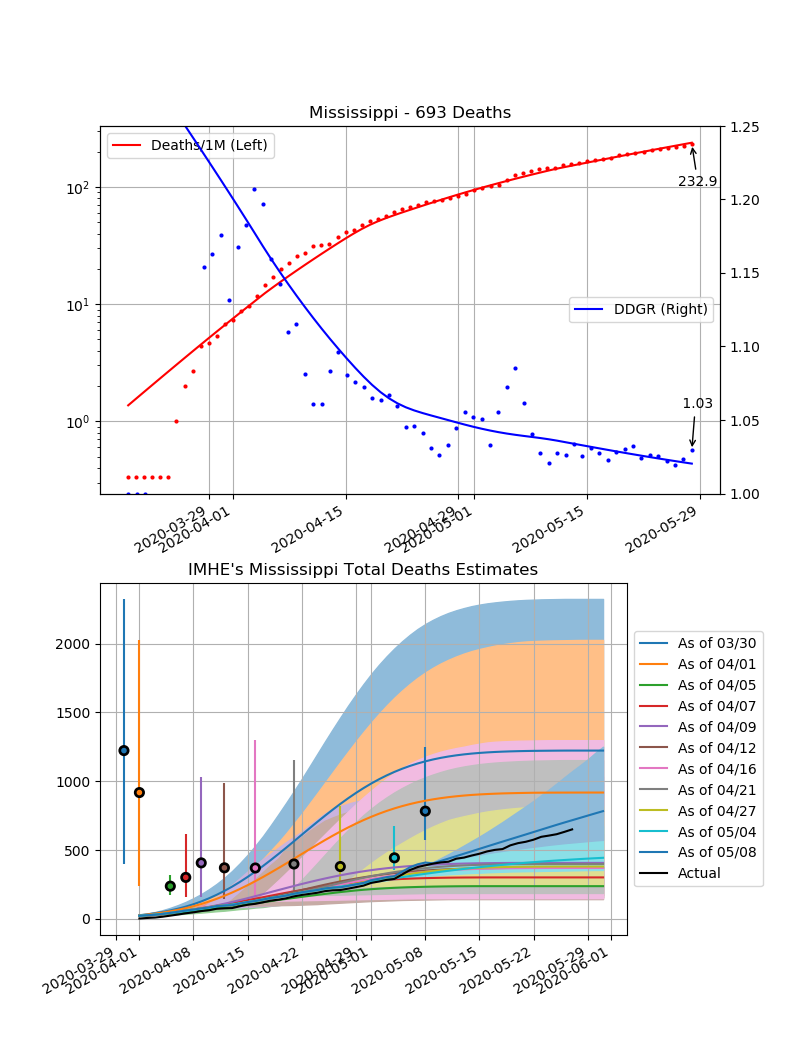 Mississippi - 693 Deaths
Deaths/1M (Left)
DDGR (Right)
232.9
1.03
10²
10¹
10⁰
1.25
1.20
1.15
1.10
1.05
1.00
2020-03-29
2020-04-01
2020-04-15
2020-04-29
2020-05-01
2020-05-15
2020-05-29
IMHE's Mississippi Total Deaths Estimates
2000
1500
1000
500
0
2020-03-29
2020-04-01
2020-04-08
2020-04-15
2020-04-22
2020-04-29
2020-05-01
2020-05-08
2020-05-15
2020-05-22
2020-05-29
2020-06-01
As of 03/30
As of 04/01
As of 04/05
As of 04/07
As of 04/09
As of 04/12
As of 04/16
As of 04/21
As of 04/27
As of 05/04
As of 05/08
Actual